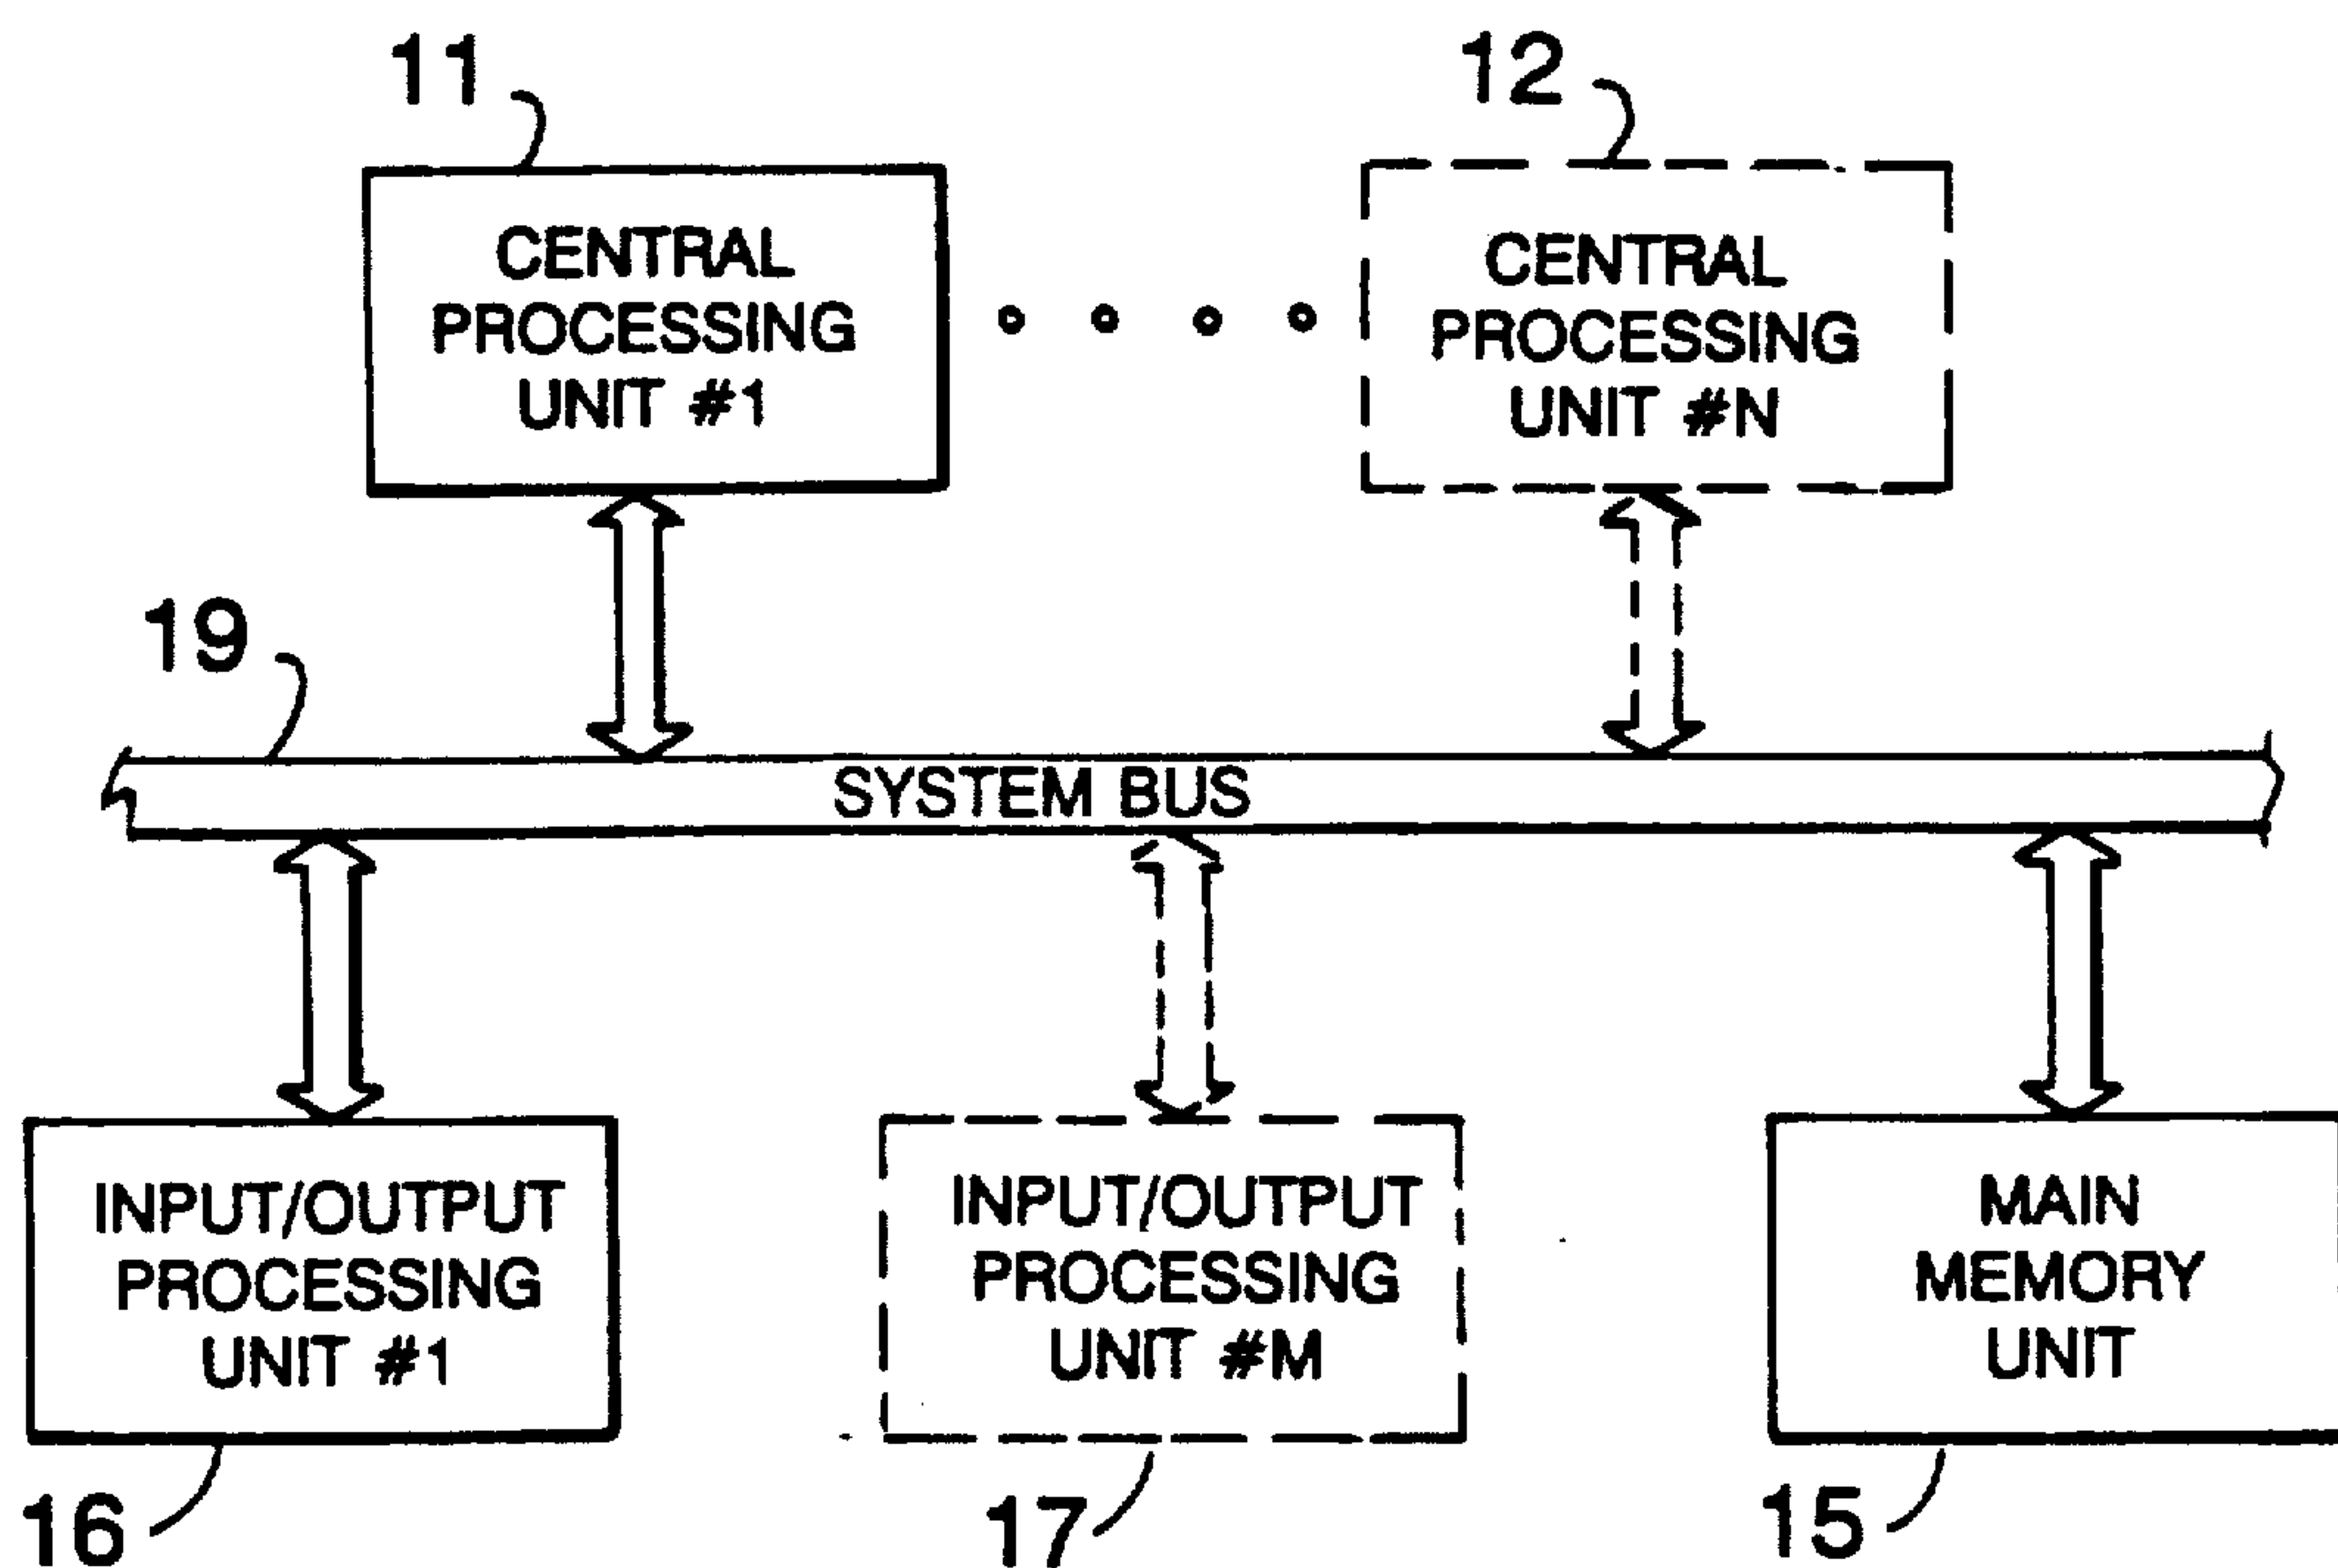 11
12
CENTRAL
PROCESSING
UNIT #1
CENTRAL
PROCESSING
UNIT #N
19
SYSTEM BUS
INPUT/OUTPUT
PROCESSING
UNIT #1
INPUT/OUTPUT
PROCESSING
UNIT #M
MAIN
MEMORY
UNIT
16
17
15